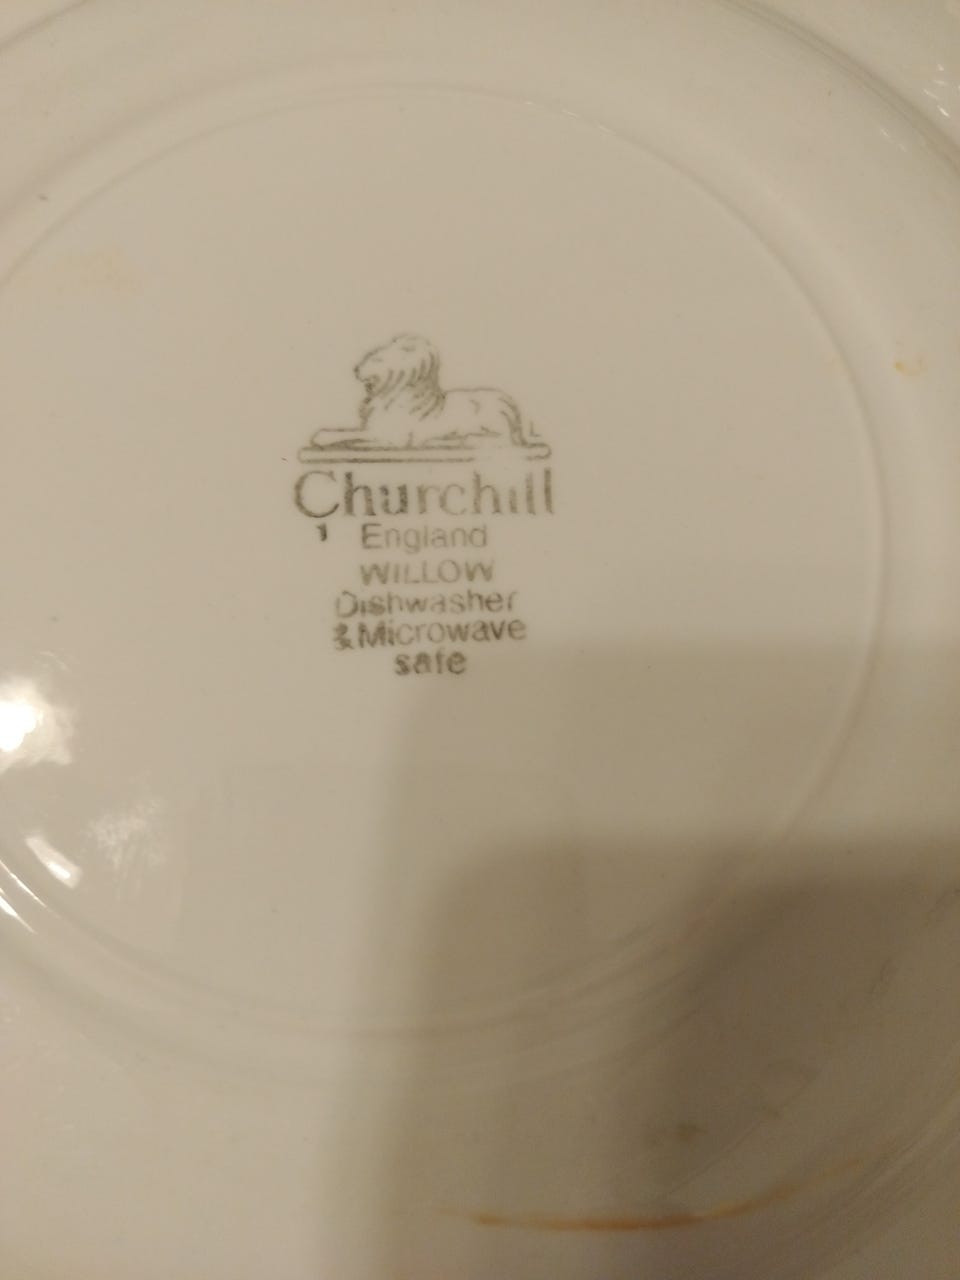 Churchill
1 England
WILLOW
Dishwasher
& Microwave
safe